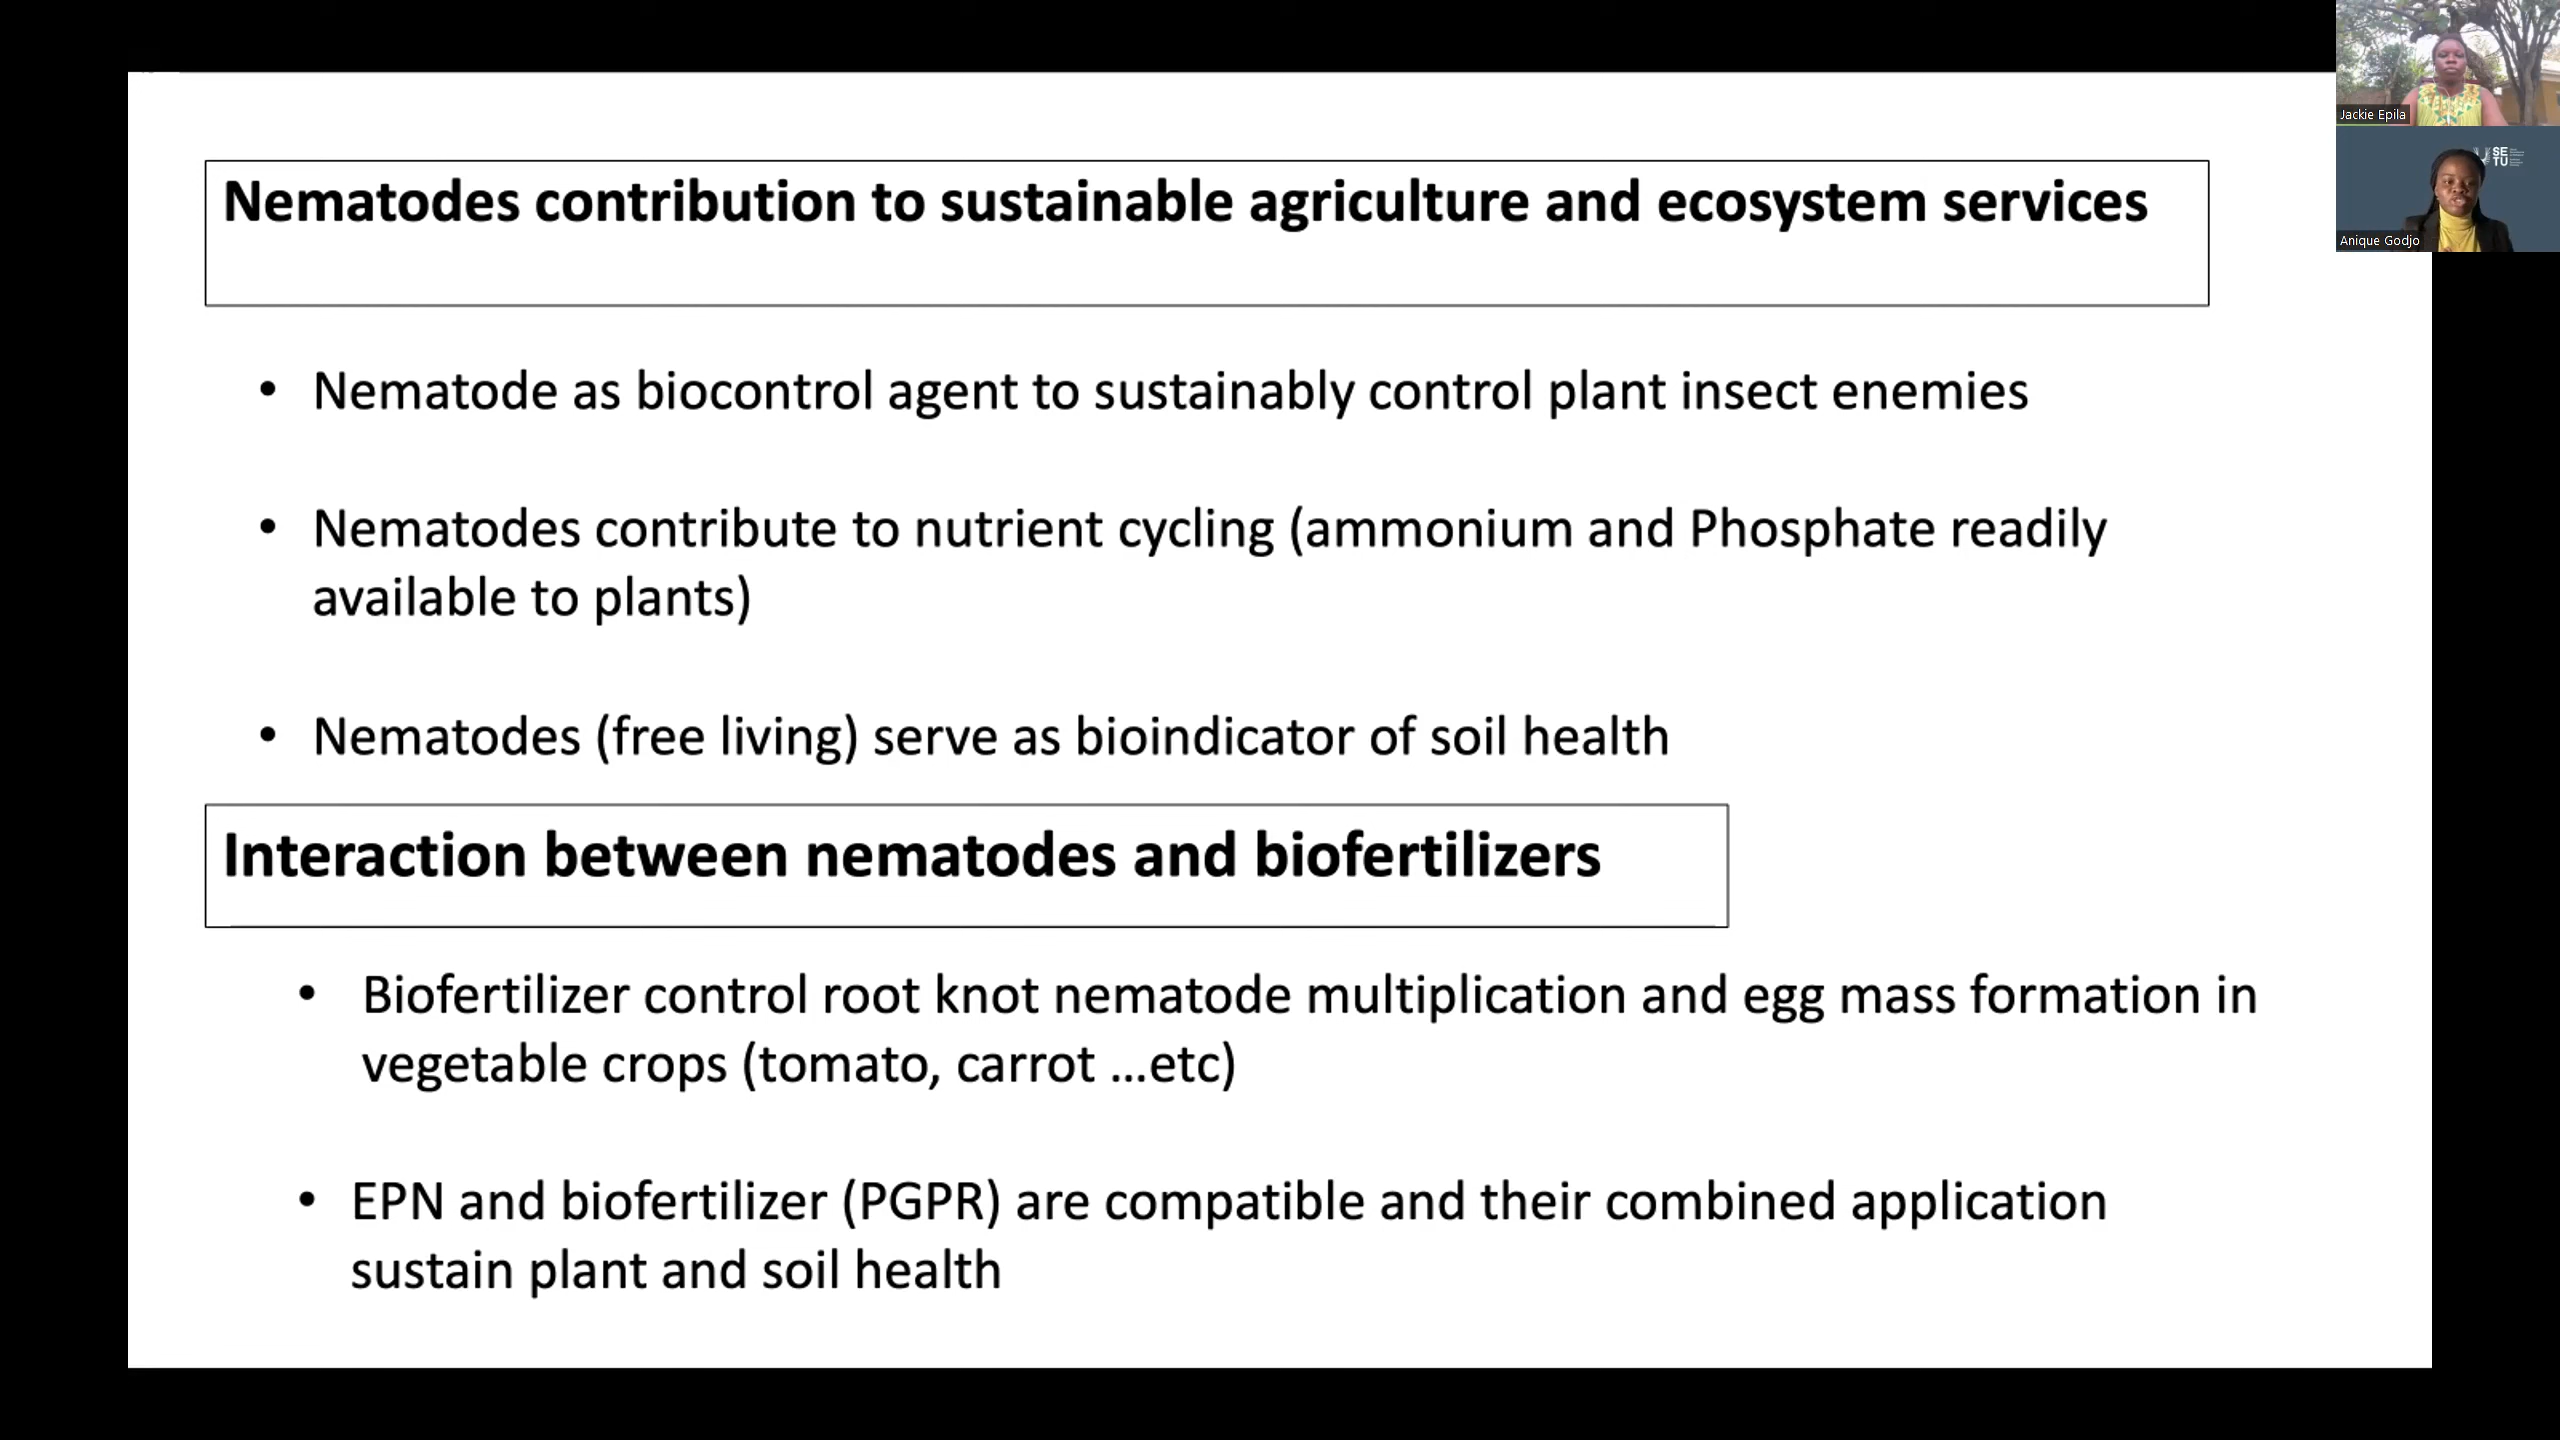 Nematodes contribution to sustainable agriculture and ecosystem services
• Nematode as biocontrol agent to sustainably control plant insect enemies
• Nematodes contribute to nutrient cycling (ammonium and Phosphate readily
available to plants)
• Nematodes (free living) serve as bioindicator of soil health
Interaction between nematodes and biofertilizers
• Biofertilizer control root knot nematode multiplication and egg mass formation in
vegetable crops (tomato, carrot ...etc)
• EPN and biofertilizer (PGPR) are compatible and their combined application
sustain plant and soil health
Jackie Epila
SE
TU
Anique Godjo